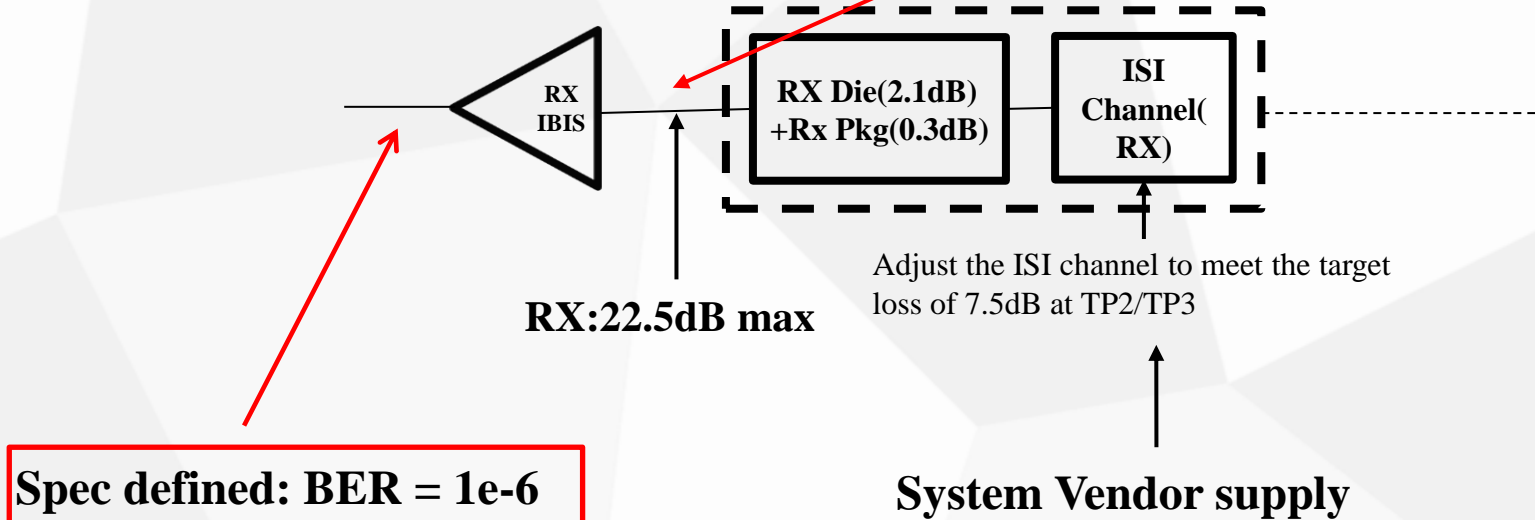 RX
IBIS
RX Die(2.1dB)
+Rx Pkg(0.3dB)
ISI
Channel(
RX)
Adjust the ISI channel to meet the target
loss of 7.5dB at TP2/TP3
RX:22.5dB max
Spec defined: BER = 1e-6
System Vendor supply